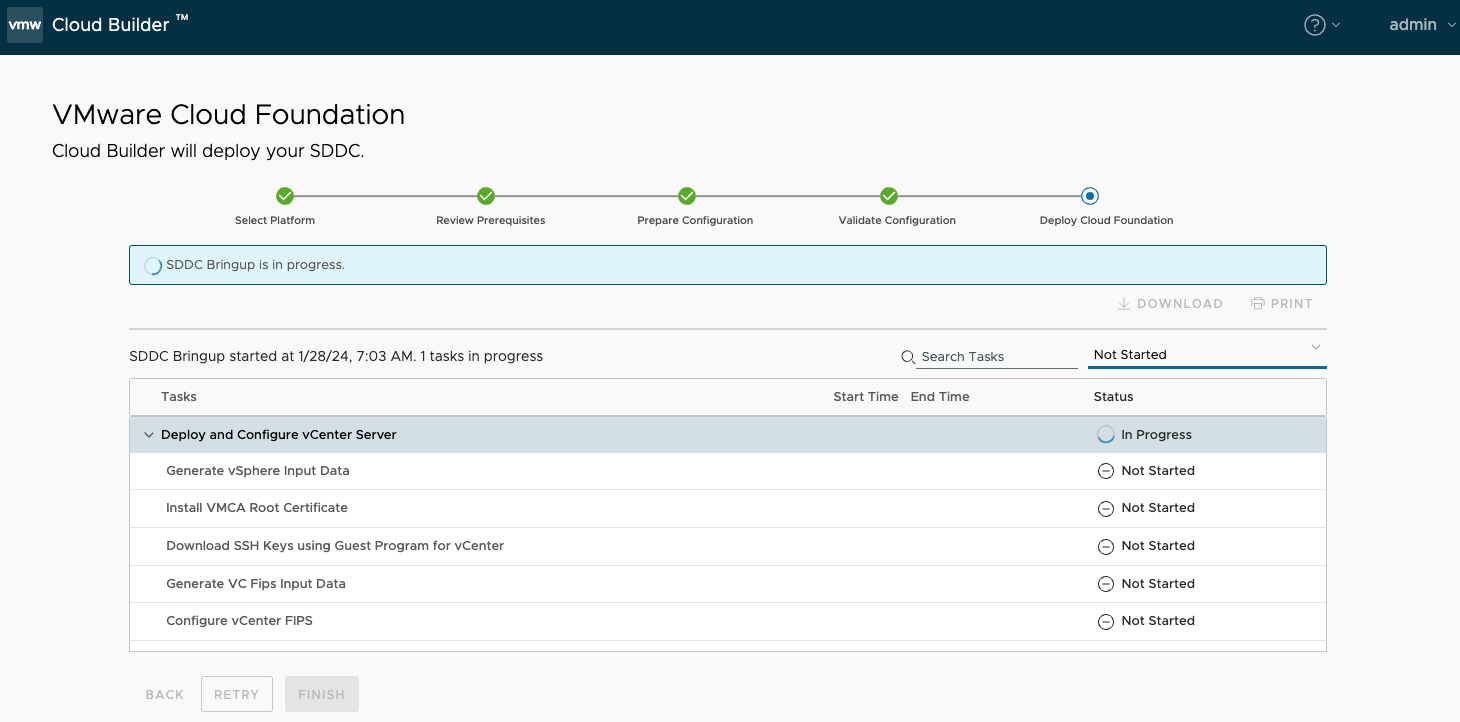 vmw Cloud Builder ™ admin
VMware Cloud Foundation
Cloud Builder will deploy your SDDC.
Select Platform Review Prerequisites Prepare Configuration Validate Configuration Deploy Cloud Foundation
SDDC Bringup is in progress.
DOWNLOAD PRINT
SDDC Bringup started at 1/28/24, 7:03 AM. 1 tasks in progress Search Tasks Not Started
Tasks Start Time End Time Status
Deploy and Configure vCenter Server In Progress
Generate vSphere Input Data Not Started
Install VMCA Root Certificate Not Started
Download SSH Keys using Guest Program for vCenter Not Started
Generate VC Fips Input Data Not Started
Configure vCenter FIPS Not Started
BACK RETRY FINISH